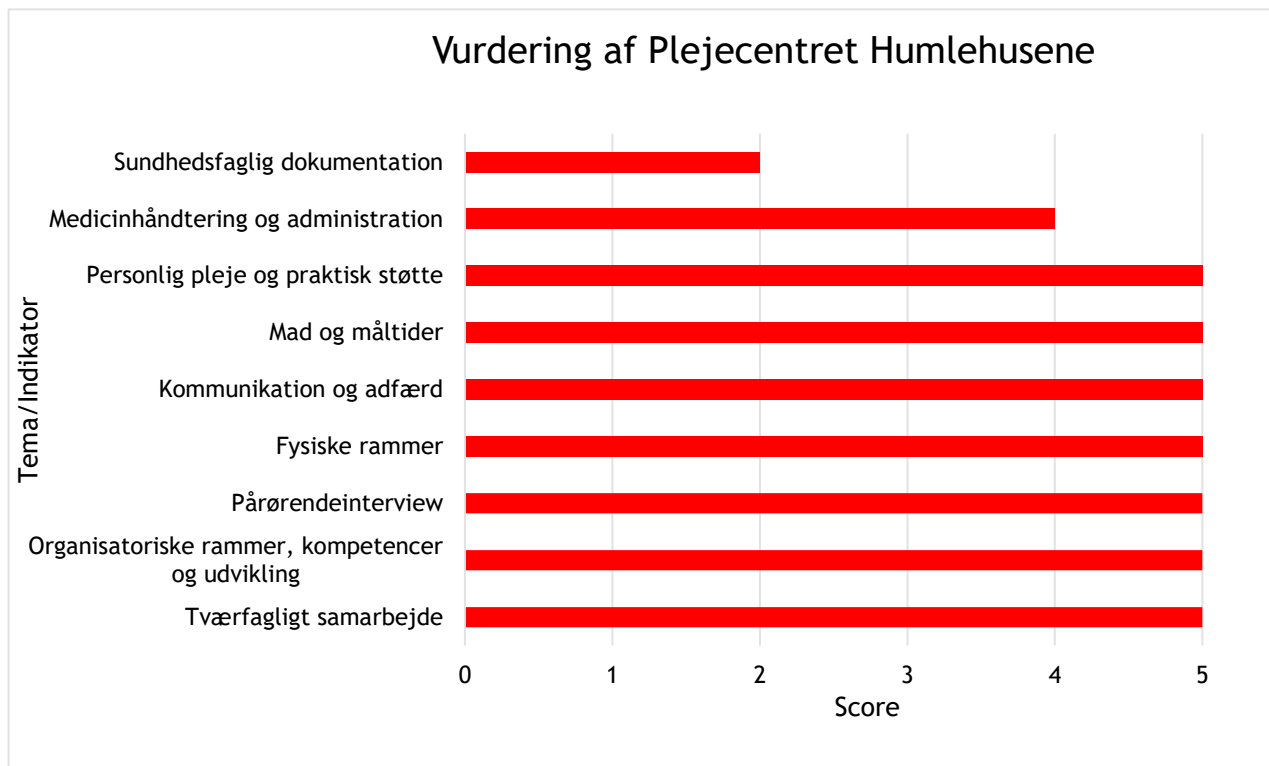 Vurdering af Plejecentret Humlehusene
Tema/Indikator
Sundhedsfaglig dokumentation
Medicinhåndtering og administration
Personlig pleje og praktisk støtte
Mad og måltider
Kommunikation og adfærd
Fysiske rammer
Pårørendeinterview
Organisatoriske rammer, kompetencer
og udvikling
Tværfagligt samarbejde
0 1 2 3 4 5
Score